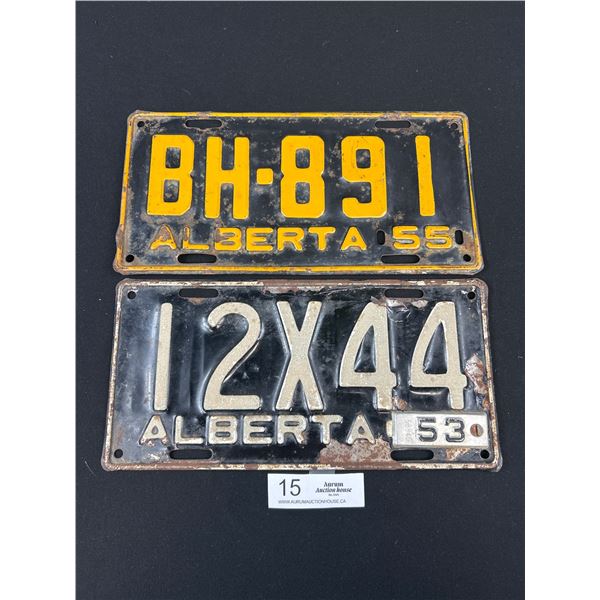 BH-891
ALBERTA 55
12X44
ALBERTA 53
15 Aurum
Auction house
WWW.AURUMAUCTIONHOUSE.CA